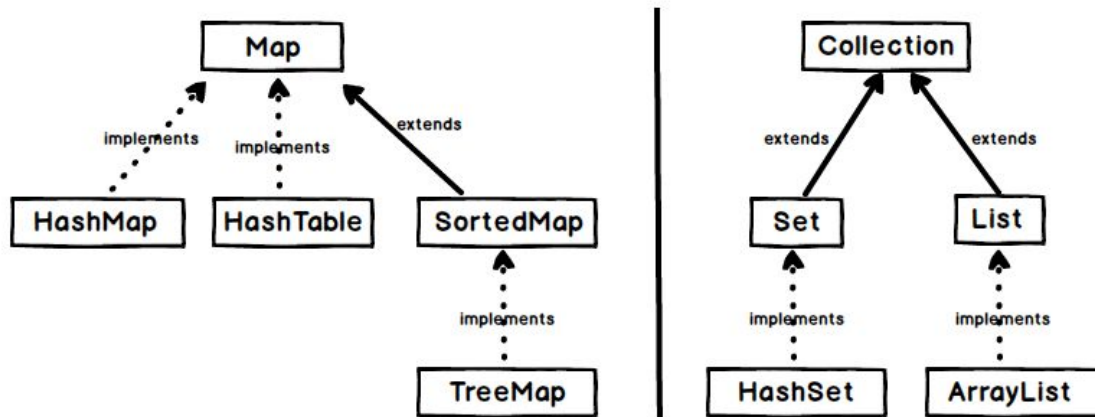 Map
Collection
implements
implements
extends
extends
extends
HashMap
HashTable
SortedMap
Set
List
implements
implements
implements
TreeMap
HashSet
ArrayList